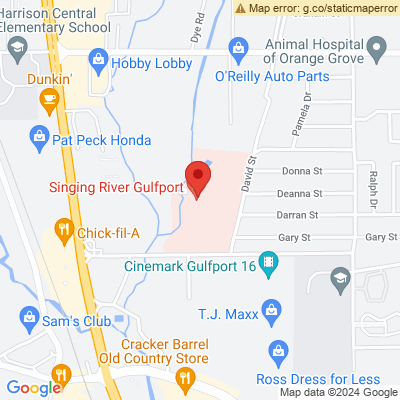 Map error: g.co/staticmaperror
Harrison Central
Elementary School
Dye Rd
Dunkin'
Hobby Lobby
O'Reilly Auto Parts
Animal Hospital
of Orange Grove
Pamela Dr
Pat Peck Honda
Singing River Gulfport
David St
Donna St
Deanna St
Darran St
Gary St
Gary St
Ralph Dr
Chick-fil-A
Cinemark Gulfport 16
T.J. Maxx
Sam's Club
Cracker Barrel
Old Country Store
Ross Dress for Less
Google
Map data ©2024 Google